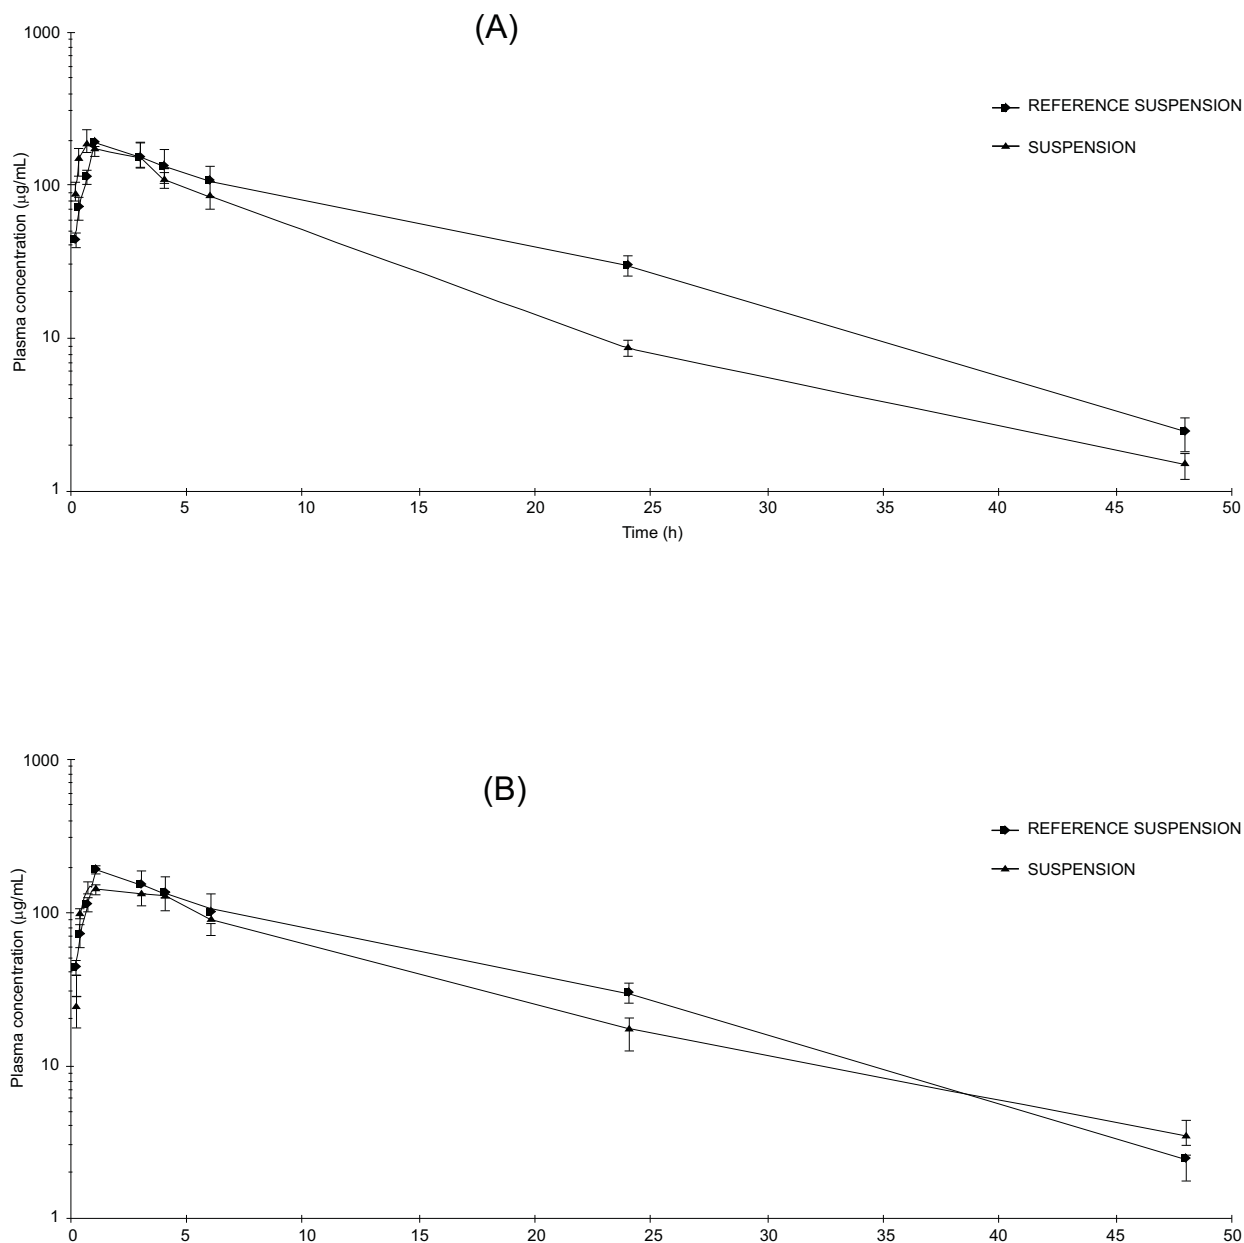 (A)
1000
100
10
1
Plasma concentration (µg/mL)
REFERENCE SUSPENSION
SUSPENSION
0 5 10 15 20 25 30 35 40 45 50
Time (h)
(B)
1000
100
10
1
Plasma concentration (µg/mL)
REFERENCE SUSPENSION
SUSPENSION
0 5 10 15 20 25 30 35 40 45 50